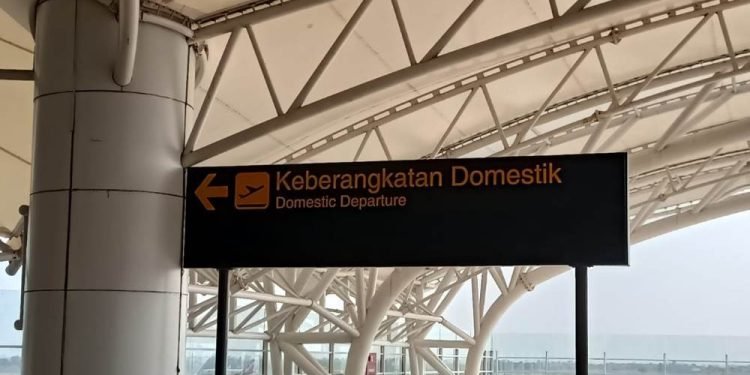 Keberangkatan Domestik
Domestic Departure